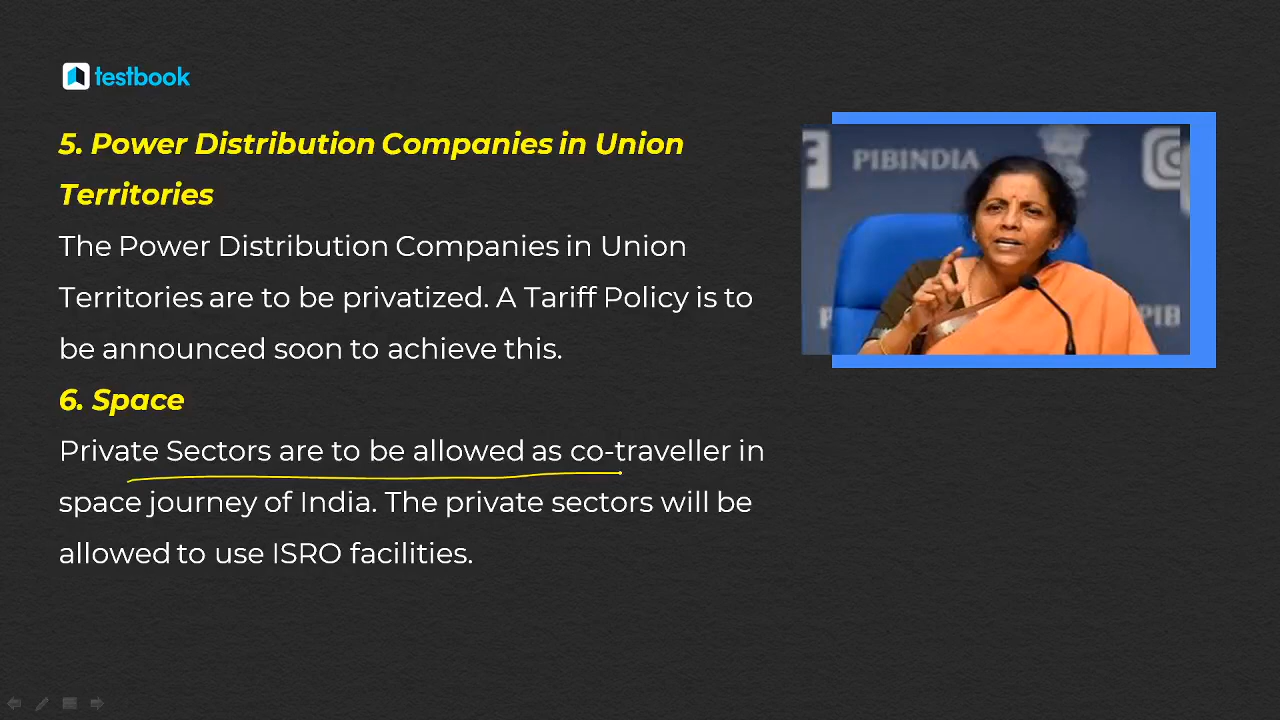 testbook
5. Power Distribution Companies in Union
Territories
The Power Distribution Companies in Union
Territories are to be privatized. A Tariff Policy is to
be announced soon to achieve this.
6. Space
Private Sectors are to be allowed as co-traveller in
space journey of India. The private sectors will be
allowed to use ISRO facilities.
PIBINDIA
PIB